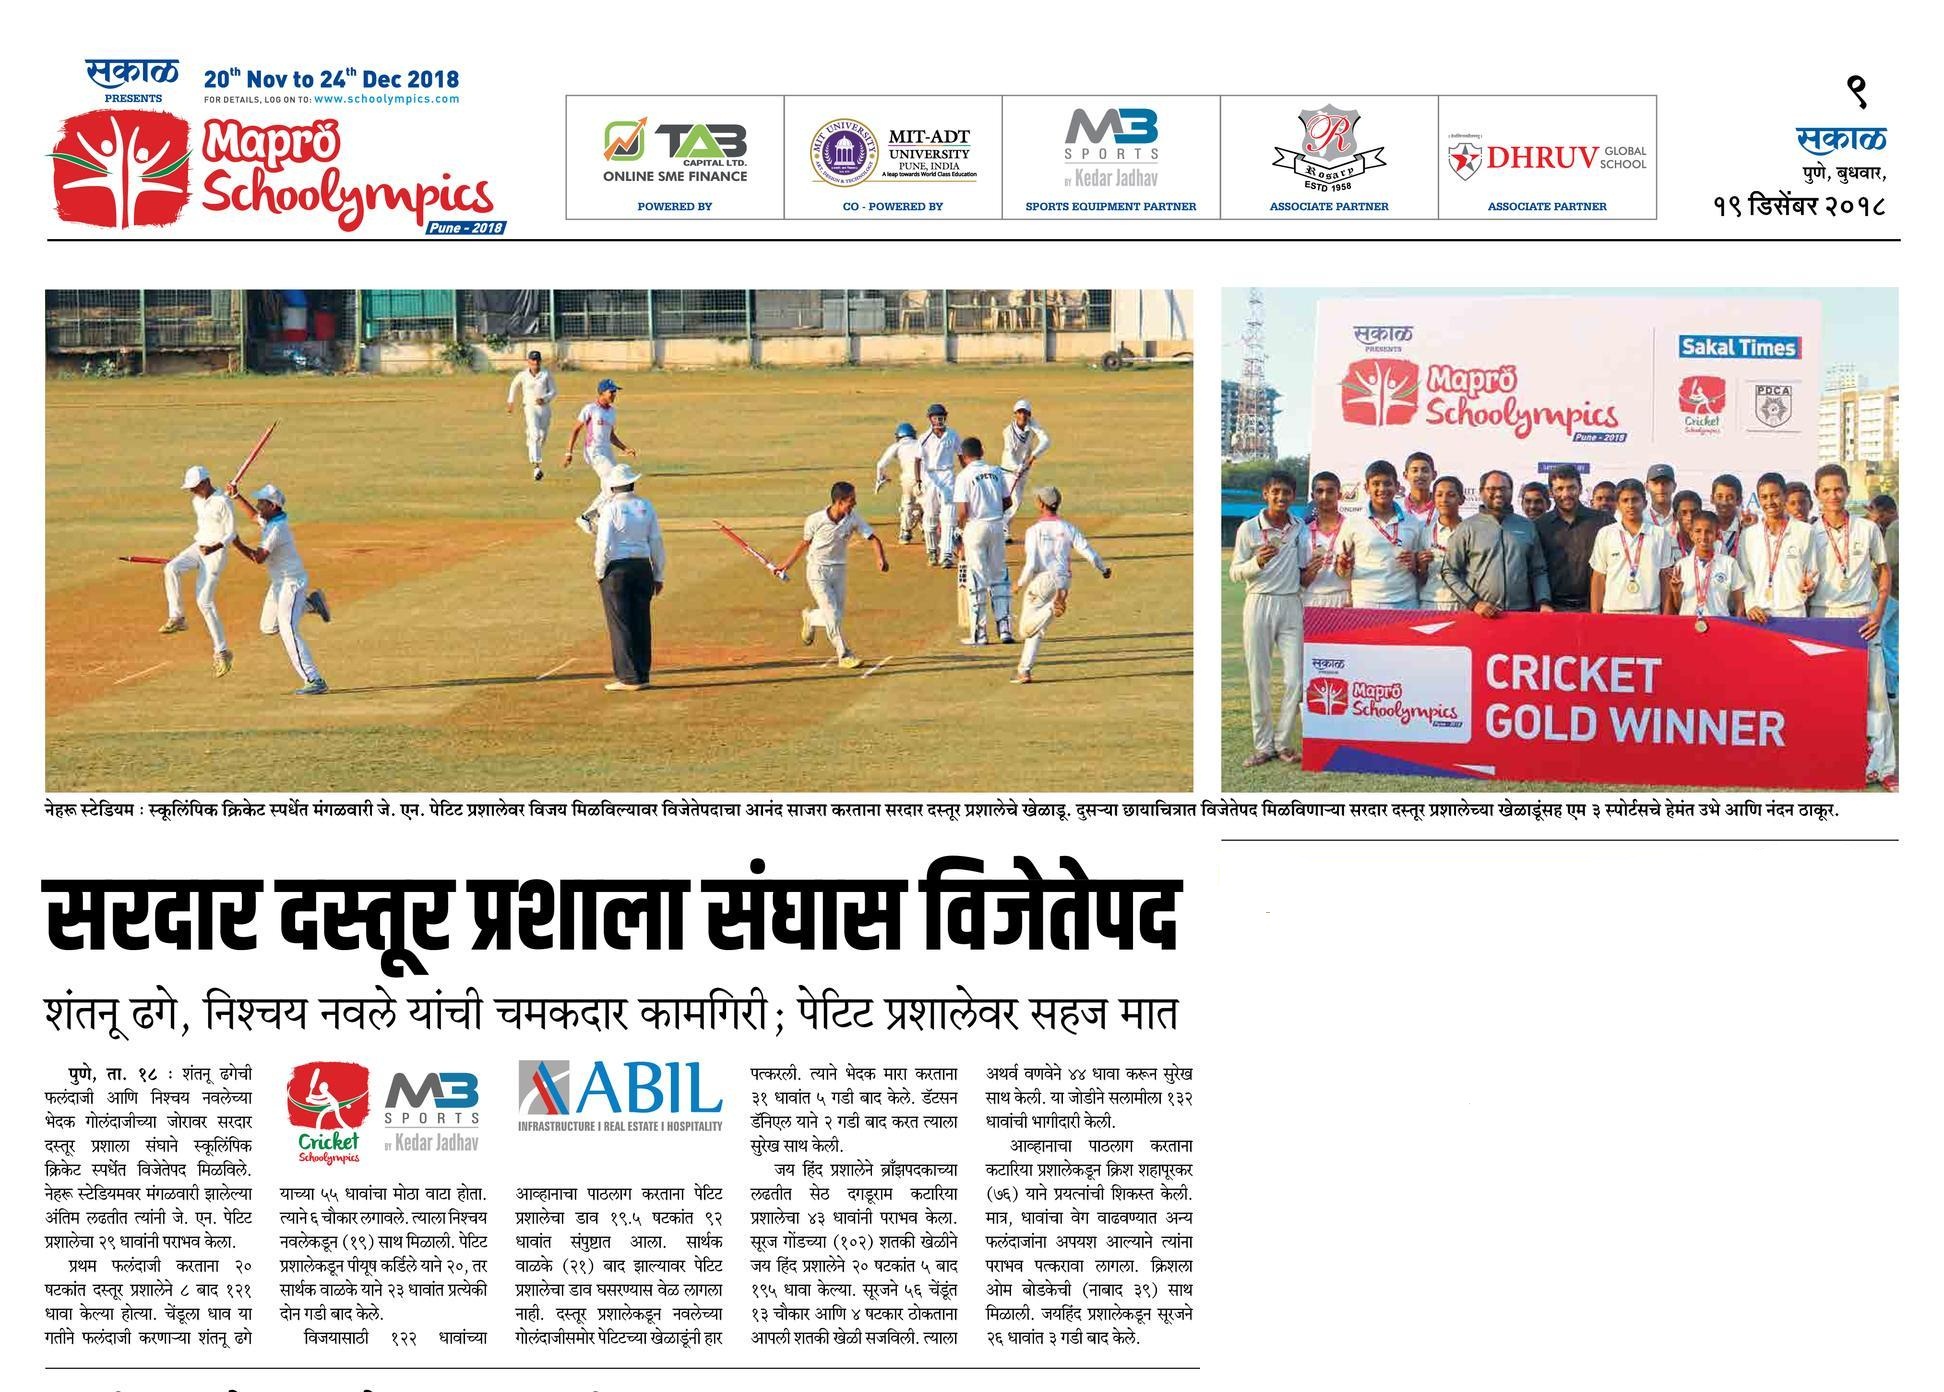 सकाळ
PRESENTS
20th Nov to 24th Dec 2018
FOR DETAILS, LOG ON TO: www.schoolympics.com
Mapro
Schoolympics
Pune - 2018
TAB
CAPITAL LTD.
ONLINE SME FINANCE
POWERED BY
MIT-ADT
UNIVERSITY
PUNE, INDIA
A leap towards World Class Education
CO - POWERED BY
M3
SPORTS
BY Kedar Jadhav
SPORTS EQUIPMENT PARTNER
R
Rosary
ESTD 1958
ASSOCIATE PARTNER
DHRUV GLOBAL SCHOOL
ASSOCIATE PARTNER
९
सकाळ
पुणे, बुधवार,
१९ डिसेंबर २०१८
सकाळ
PRESENTS
Mapro
Schoolympics
Pune - 2018
Sakal Times
Cricket
Schoolympics
PDCA
सकाळ
Mapro
Schoolympics
CRICKET
GOLD WINNER
नेहरू स्टेडियम : स्कूलिंपिक क्रिकेट स्पर्धेत मंगळवारी जे. एन. पेटिट प्रशालेवर विजय मिळविल्यावर विजेतेपदाचा आनंद साजरा करताना सरदार दस्तूर प्रशालेचे खेळाडू. दुसऱ्या छायाचित्रात विजेतेपद मिळविणाऱ्या सरदार दस्तूर प्रशालेच्या खेळाडूंसह एम ३ स्पोर्टसचे हेमंत उभे आणि नंदन ठाकूर.
सरदार दस्तूर प्रशाला संघास विजेतेपद
शंतनू ढगे, निश्चय नवले यांची चमकदार कामगिरी; पेटिट प्रशालेवर सहज मात
पुणे, ता. १८ : शंतनू ढगेची
फलंदाजी आणि निश्चय नवलेच्या
भेदक गोलंदाजीच्या जोरावर सरदार
दस्तूर प्रशाला संघाने स्कूलिंपिक
क्रिकेट स्पर्धेत विजेतेपद मिळविले.
नेहरू स्टेडियमवर मंगळवारी झालेल्या
अंतिम लढतीत त्यांनी जे. एन. पेटिट
प्रशालेचा २९ धावांनी पराभव केला.
प्रथम फलंदाजी करताना २०
षटकांत दस्तूर प्रशालेने ८ बाद १२१
धावा केल्या होत्या. चेंडूला धाव या
गतीने फलंदाजी करणाऱ्या शंतनू ढगे
Cricket
Schoolympics
M3
SPORTS
BY Kedar Jadhav
याच्या ५५ धावांचा मोठा वाटा होता.
त्याने ६ चौकार लगावले. त्याला निश्चय
नवलेकडून (१९) साथ मिळाली. पेटिट
प्रशालेकडून पीयूष कर्डिले याने २०, तर
सार्थक वाळके याने २३ धावांत प्रत्येकी
दोन गडी बाद केले.
विजयासाठी १२२ धावांच्या
ABIL
INFRASTRUCTURE I REAL ESTATE I HOSPITALITY
आव्हानाचा पाठलाग करताना पेटिट
प्रशालेचा डाव १९.५ षटकांत ९२
धावांत संपुष्टात आला. सार्थक
वाळके (२१) बाद झाल्यावर पेटिट
प्रशालेचा डाव घसरण्यास वेळ लागला
नाही. दस्तूर प्रशालेकडून नवलेच्या
गोलंदाजीसमोर पेटिटच्या खेळाडूंनी हार
पत्करली. त्याने भेदक मारा करताना
३१ धावांत ५ गडी बाद केले. डॅटसन
डॅनिएल याने २ गडी बाद करत त्याला
सुरेख साथ केली.
जय हिंद प्रशालेने ब्राँझपदकाच्या
लढतीत सेठ दगडूराम कटारिया
प्रशालेचा ४३ धावांनी पराभव केला.
सूरज गोंडच्या (१०२) शतकी खेळीने
जय हिंद प्रशालेने २० षटकांत ५ बाद
१९५ धावा केल्या. सूरजने ५६ चेंडूंत
१३ चौकार आणि ४ षटकार ठोकताना
आपली शतकी खेळी सजविली. त्याला
अथर्व वणवेने ४४ धावा करून सुरेख
साथ केली. या जोडीने सलामीला १३२
धावांची भागीदारी केली.
आव्हानाचा पाठलाग करताना
कटारिया प्रशालेकडून क्रिश शहापूरकर
(७६) याने प्रयत्नांची शिकस्त केली.
मात्र, धावांचा वेग वाढवण्यात अन्य
फलंदाजांना अपयश आल्याने त्यांना
पराभव पत्करावा लागला. क्रिशला
ओम बोडकेची (नाबाद ३९) साथ
मिळाली. जयहिंद प्रशालेकडून सूरजने
२६ धावांत ३ गडी बाद केले.